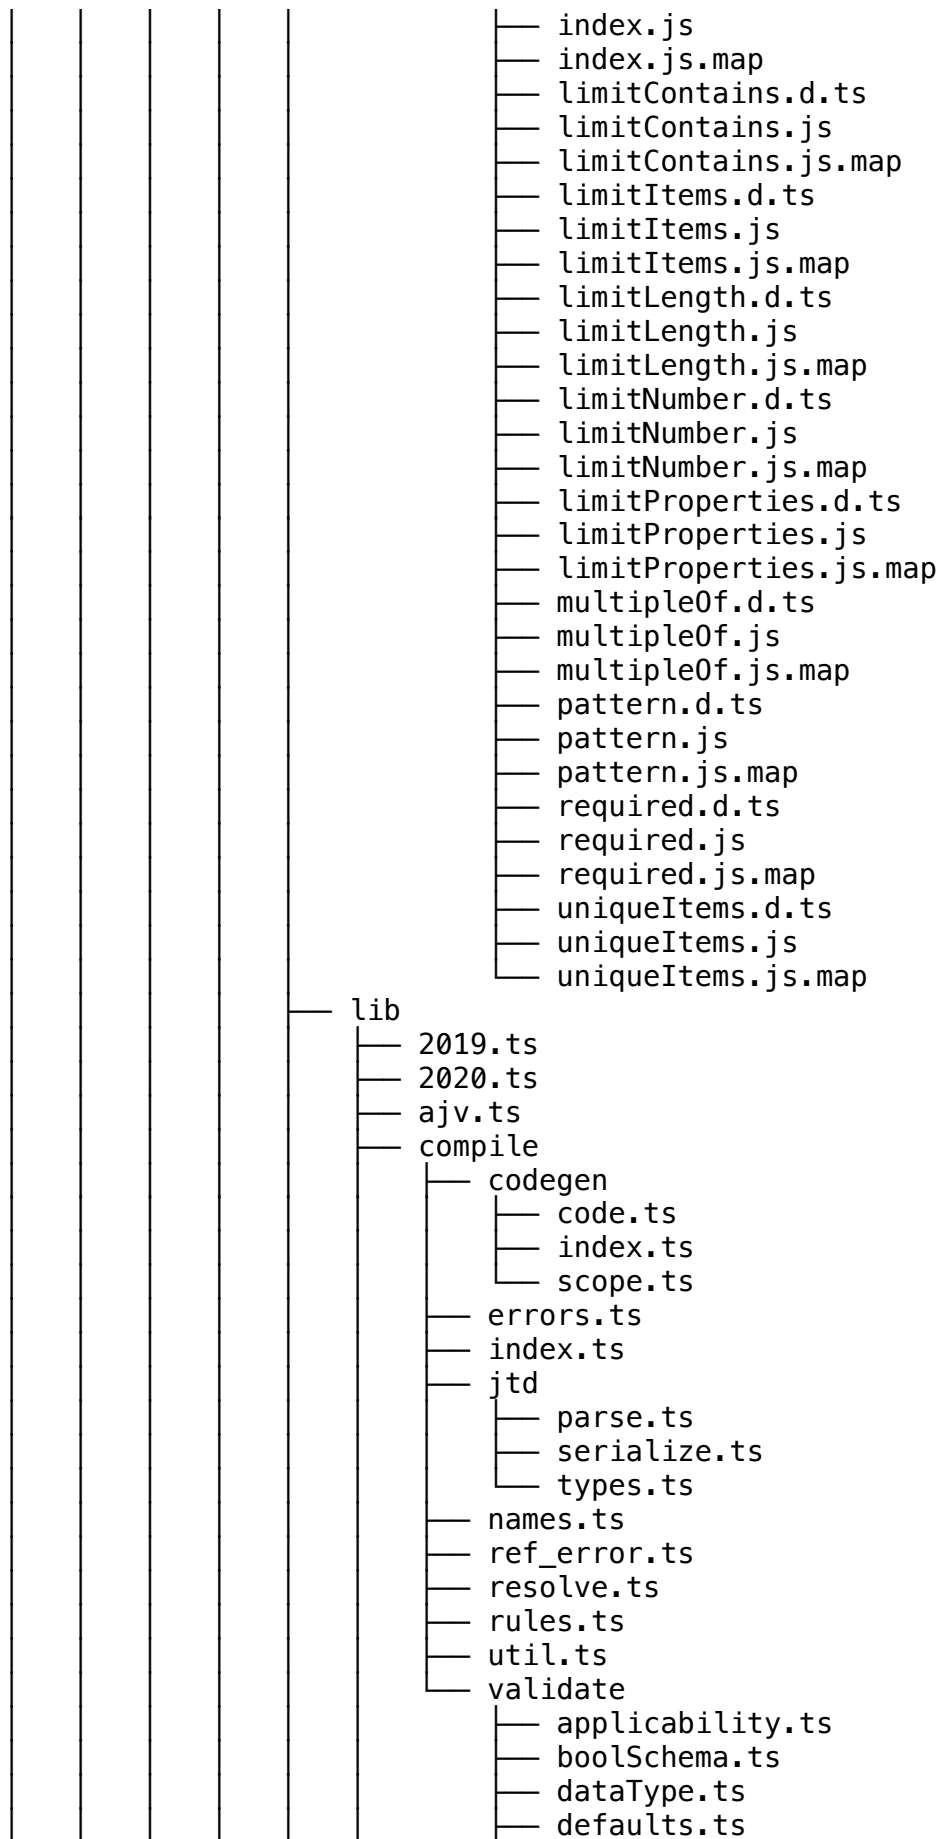 index.js
index.js.map
limitContains.d.ts
limitContains.js
limitContains.js.map
limitItems.d.ts
limitItems.js
limitItems.js.map
limitLength.d.ts
limitLength.js
limitLength.js.map
limitNumber.d.ts
limitNumber.js
limitNumber.js.map
limitProperties.d.ts
limitProperties.js
limitProperties.js.map
multipleOf.d.ts
multipleOf.js
multipleOf.js.map
pattern.d.ts
pattern.js
pattern.js.map
required.d.ts
required.js
required.js.map
uniqueItems.d.ts
uniqueItems.js
uniqueItems.js.map
lib
2019.ts
2020.ts
ajv.ts
compile
codegen
code.ts
index.ts
scope.ts
errors.ts
index.ts
jtd
parse.ts
serialize.ts
types.ts
names.ts
ref_error.ts
resolve.ts
rules.ts
util.ts
validate
applicability.ts
boolSchema.ts
dataType.ts
defaults.ts